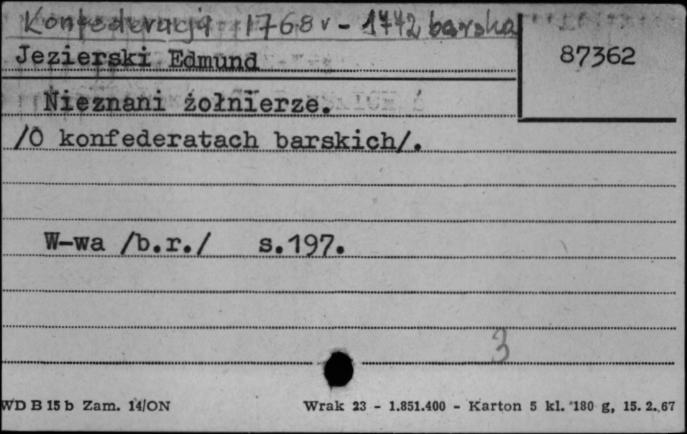 Konfederacja 1768 r - 1772 barska
Jezierski Edmund
87362
Nieznani żołnierze.
/O konfederatach barskich/.
W-wa /b.r./ s.197.
3
WD B 15 b Zam. 14/ON
Wrak 23 - 1.851.400 - Karton 5 kl. 180 g, 15. 2. 67